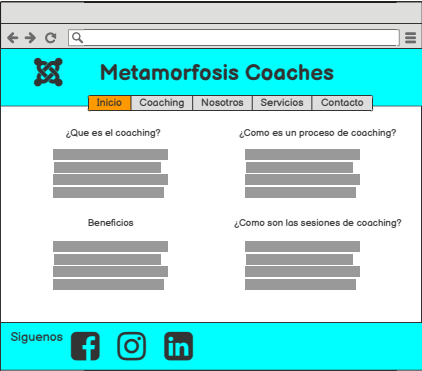 Metamorfosis Coaches
Inicio Coaching Nosotros Servicios Contacto
¿Que es el coaching? ¿Como es un proceso de coaching?
Beneficios ¿Como son las sesiones de coaching?
Siguenos